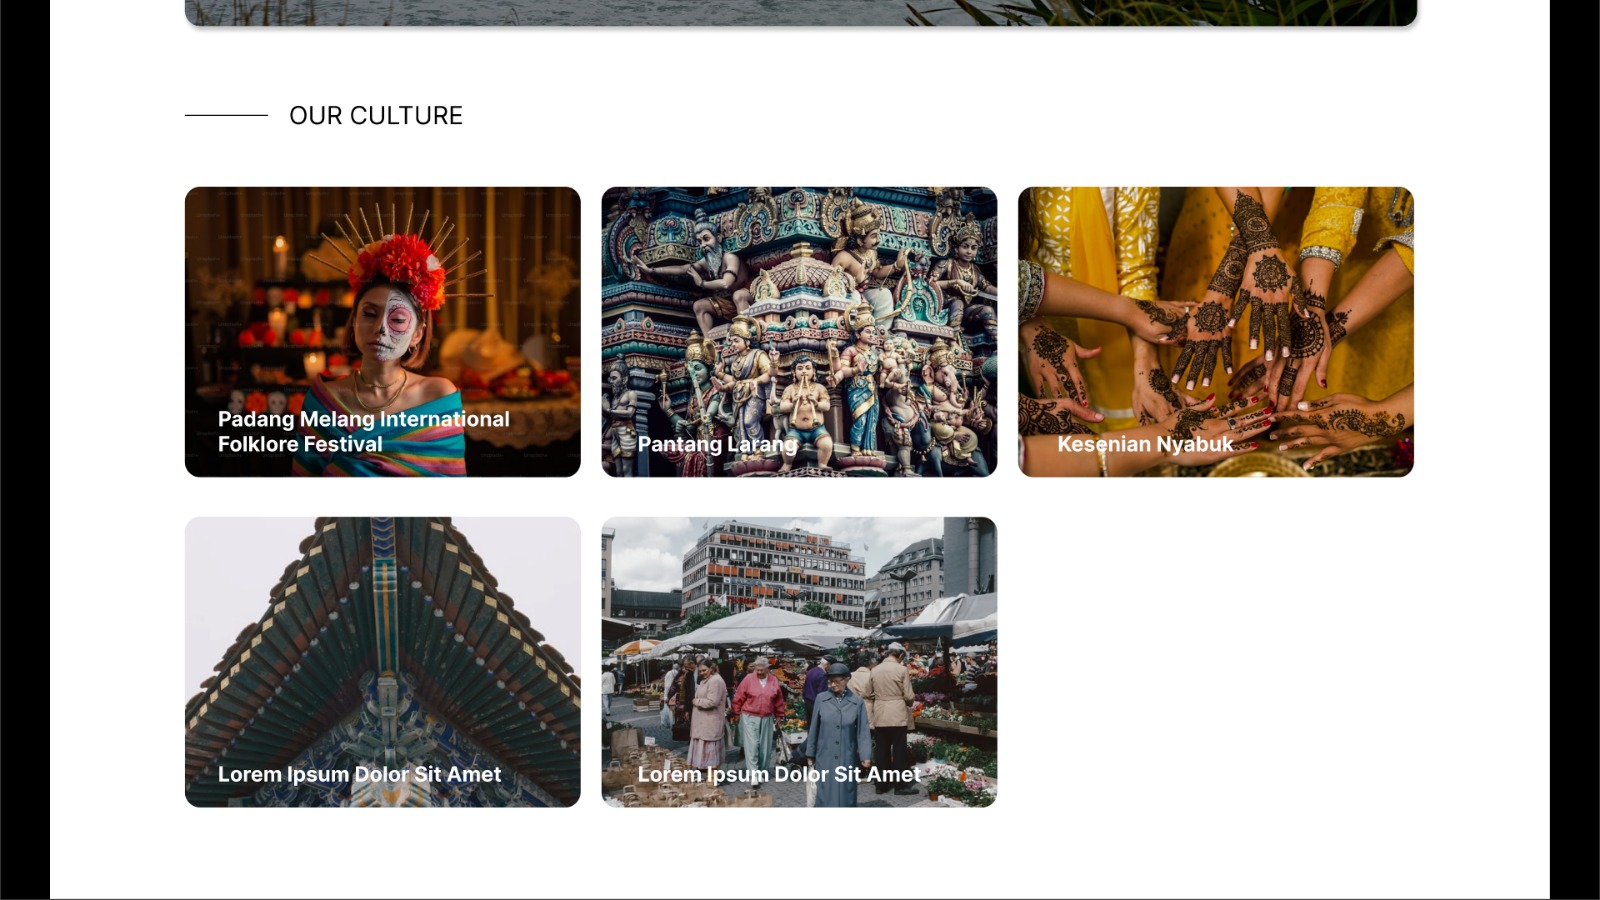 OUR CULTURE
Padang Melang International
Folklore Festival
Pantang Larang
Kesenian Nyabuk
Lorem Ipsum Dolor Sit Amet
Lorem Ipsum Dolor Sit Amet